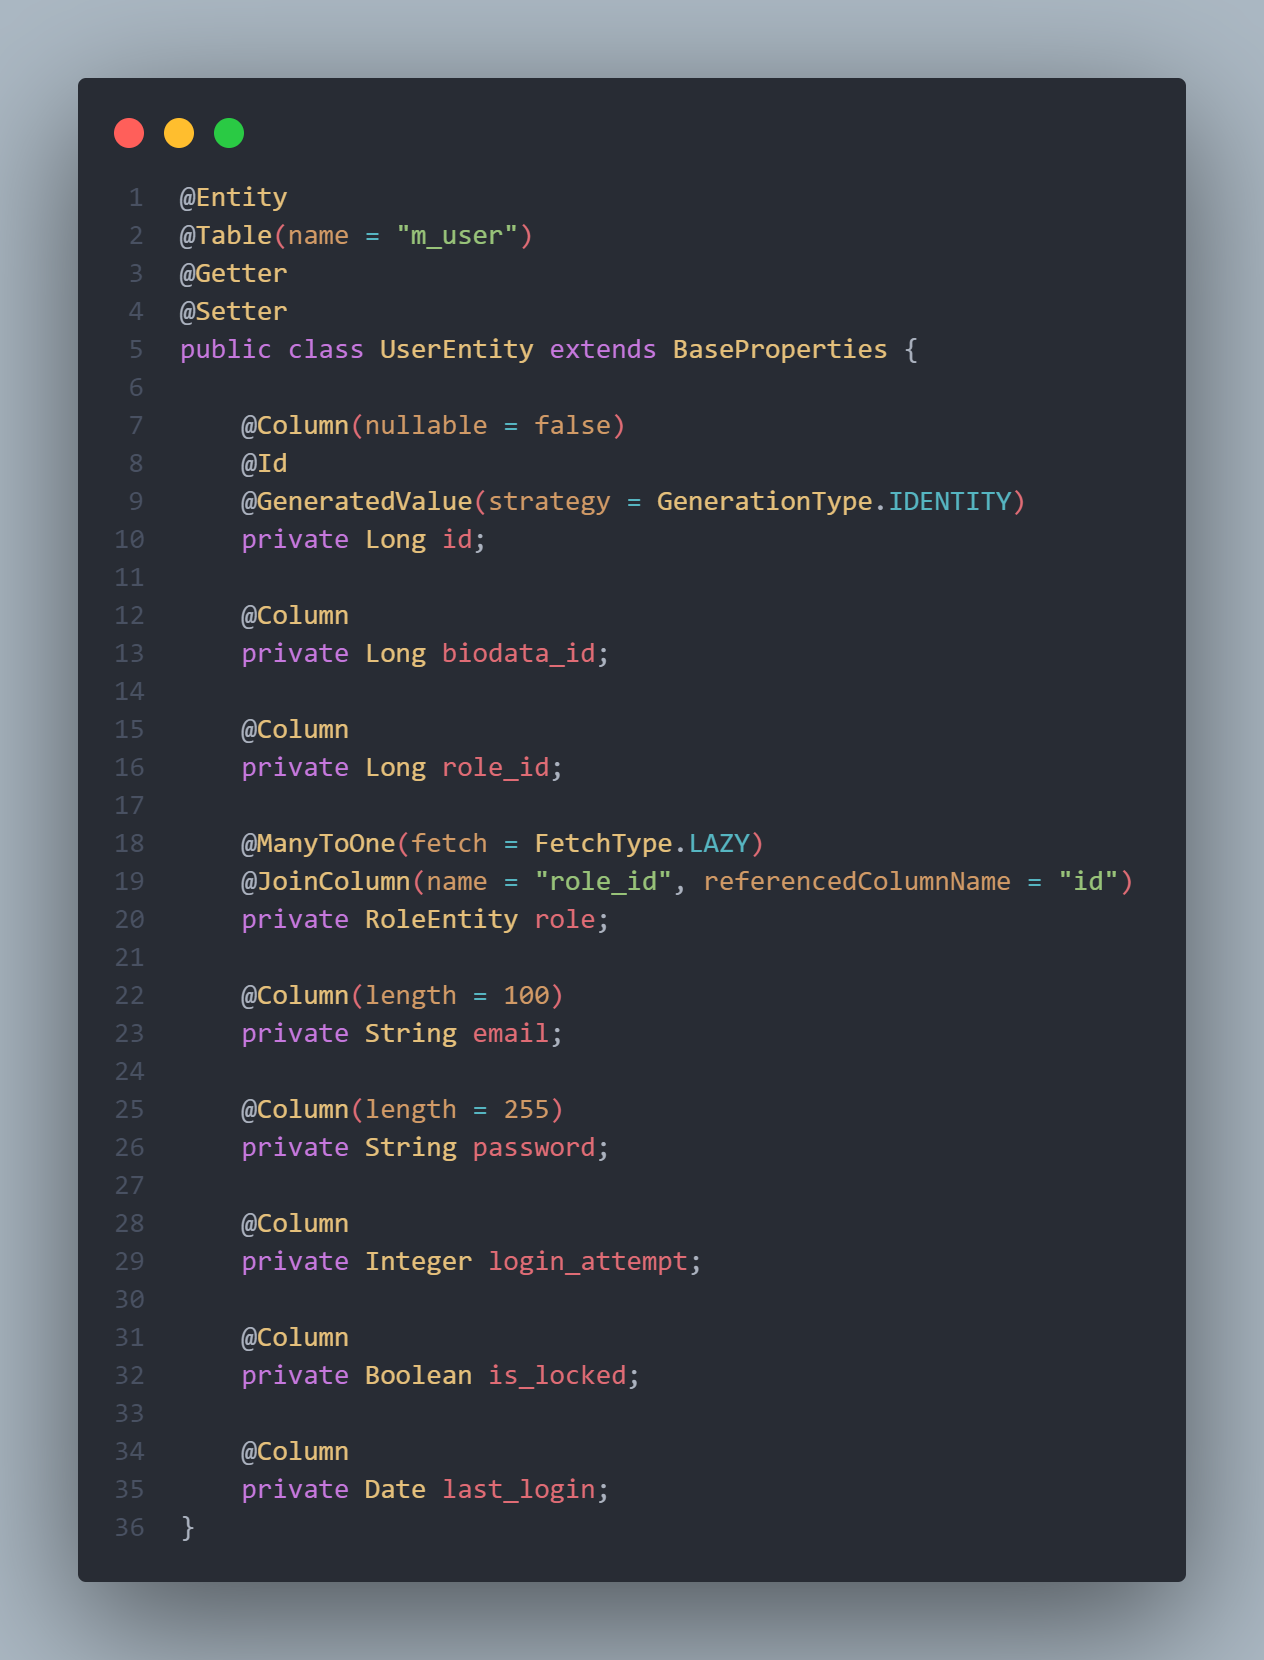 1 @Entity
2 @Table(name = "m_user")
3 @Getter
4 @Setter
5 public class UserEntity extends BaseProperties {
6
7     @Column(nullable = false)
8     @Id
9     @GeneratedValue(strategy = GenerationType.IDENTITY)
10     private Long id;
11
12     @Column
13     private Long biodata_id;
14
15     @Column
16     private Long role_id;
17
18     @ManyToOne(fetch = FetchType.LAZY)
19     @JoinColumn(name = "role_id", referencedColumnName = "id")
20     private RoleEntity role;
21
22     @Column(length = 100)
23     private String email;
24
25     @Column(length = 255)
26     private String password;
27
28     @Column
29     private Integer login_attempt;
30
31     @Column
32     private Boolean is_locked;
33
34     @Column
35     private Date last_login;
36 }